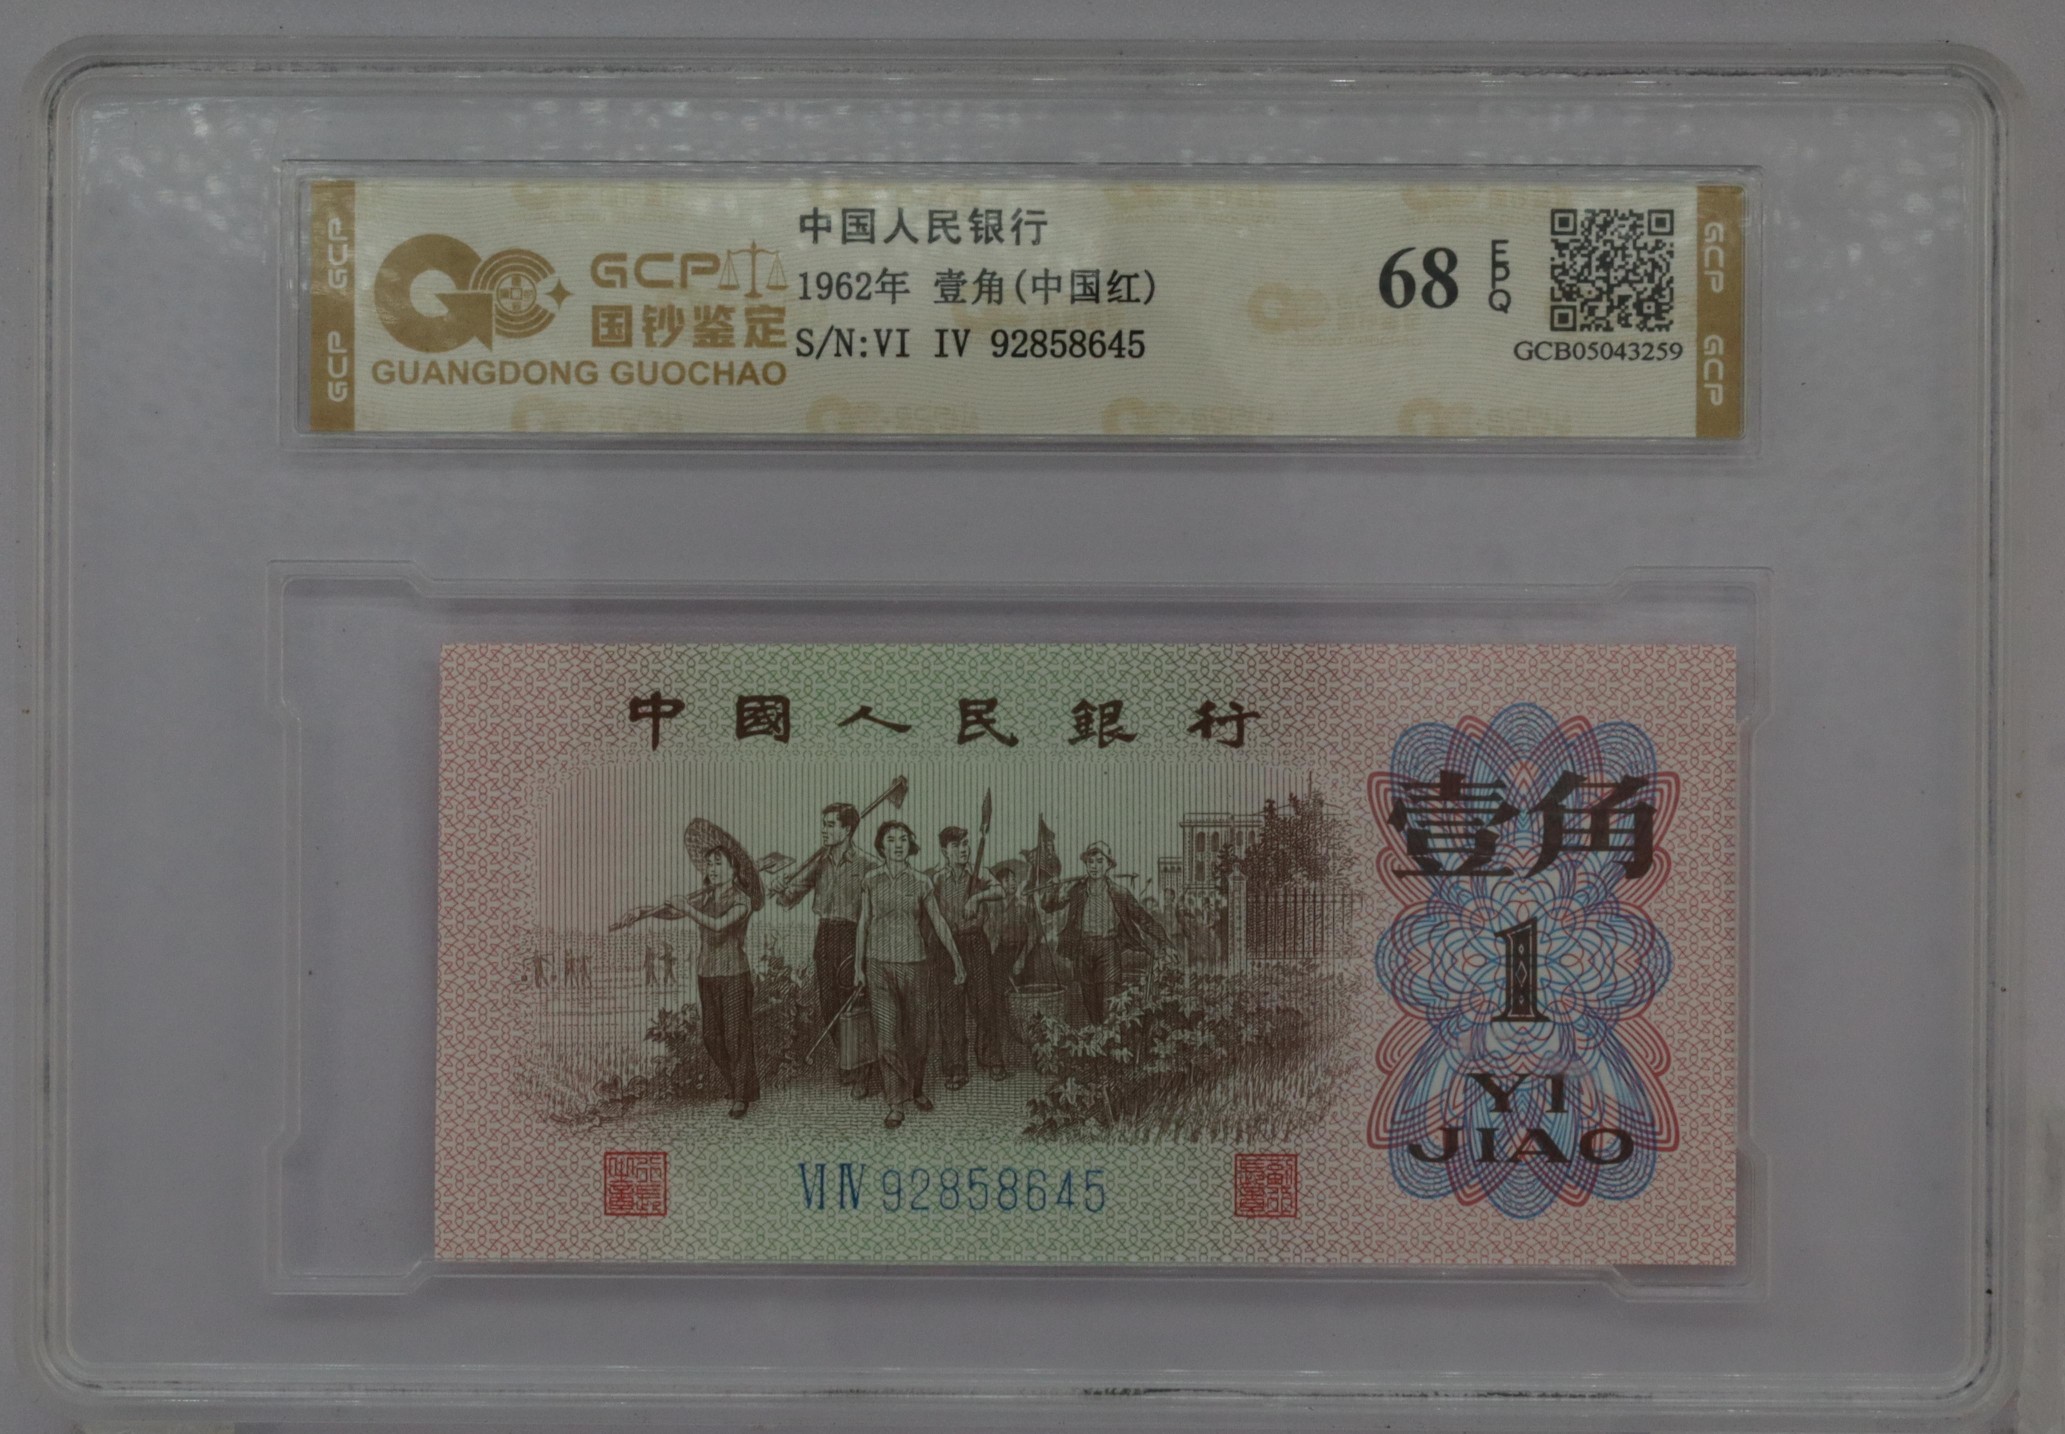 中国人民银行
GCP
1962年 壹角(中国红)
国钞鉴定
S/N:VI IV 92858645
GUANGDONG GUOCHAO
68
EPQ
GCB05043259
GCP GCP
GCP GCP
中國人民銀行
壹角
1
YI
JIAO
VI IV 92858645